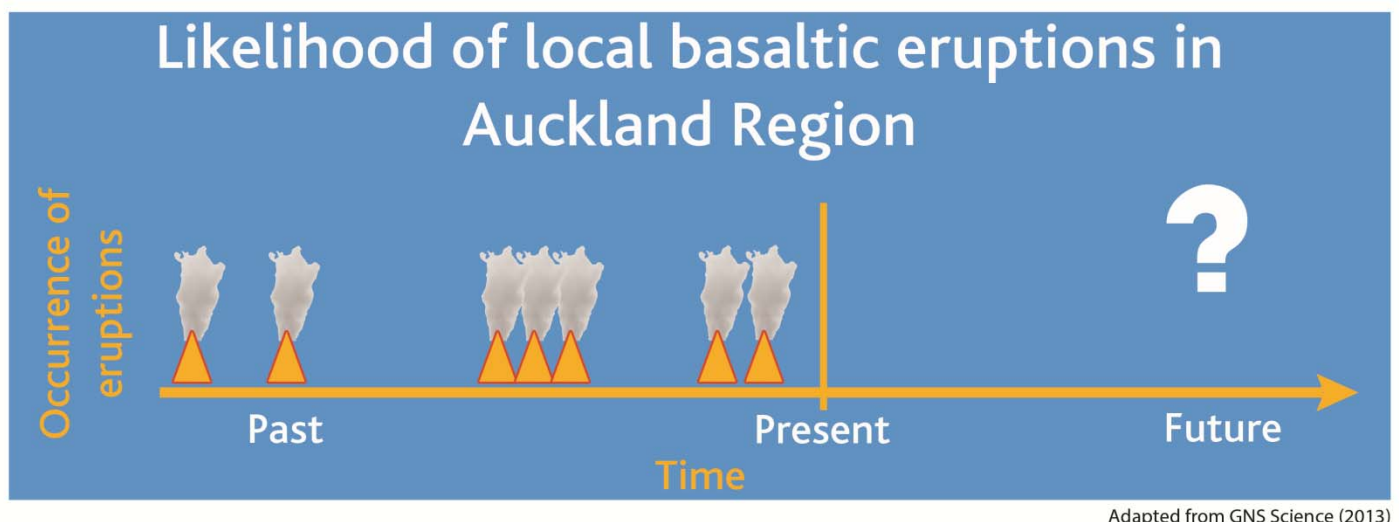 Likelihood of local basaltic eruptions in
Auckland Region
Occurrence of
eruptions
?
Past
Present
Future
Time
Adapted from GNS Science (2013)